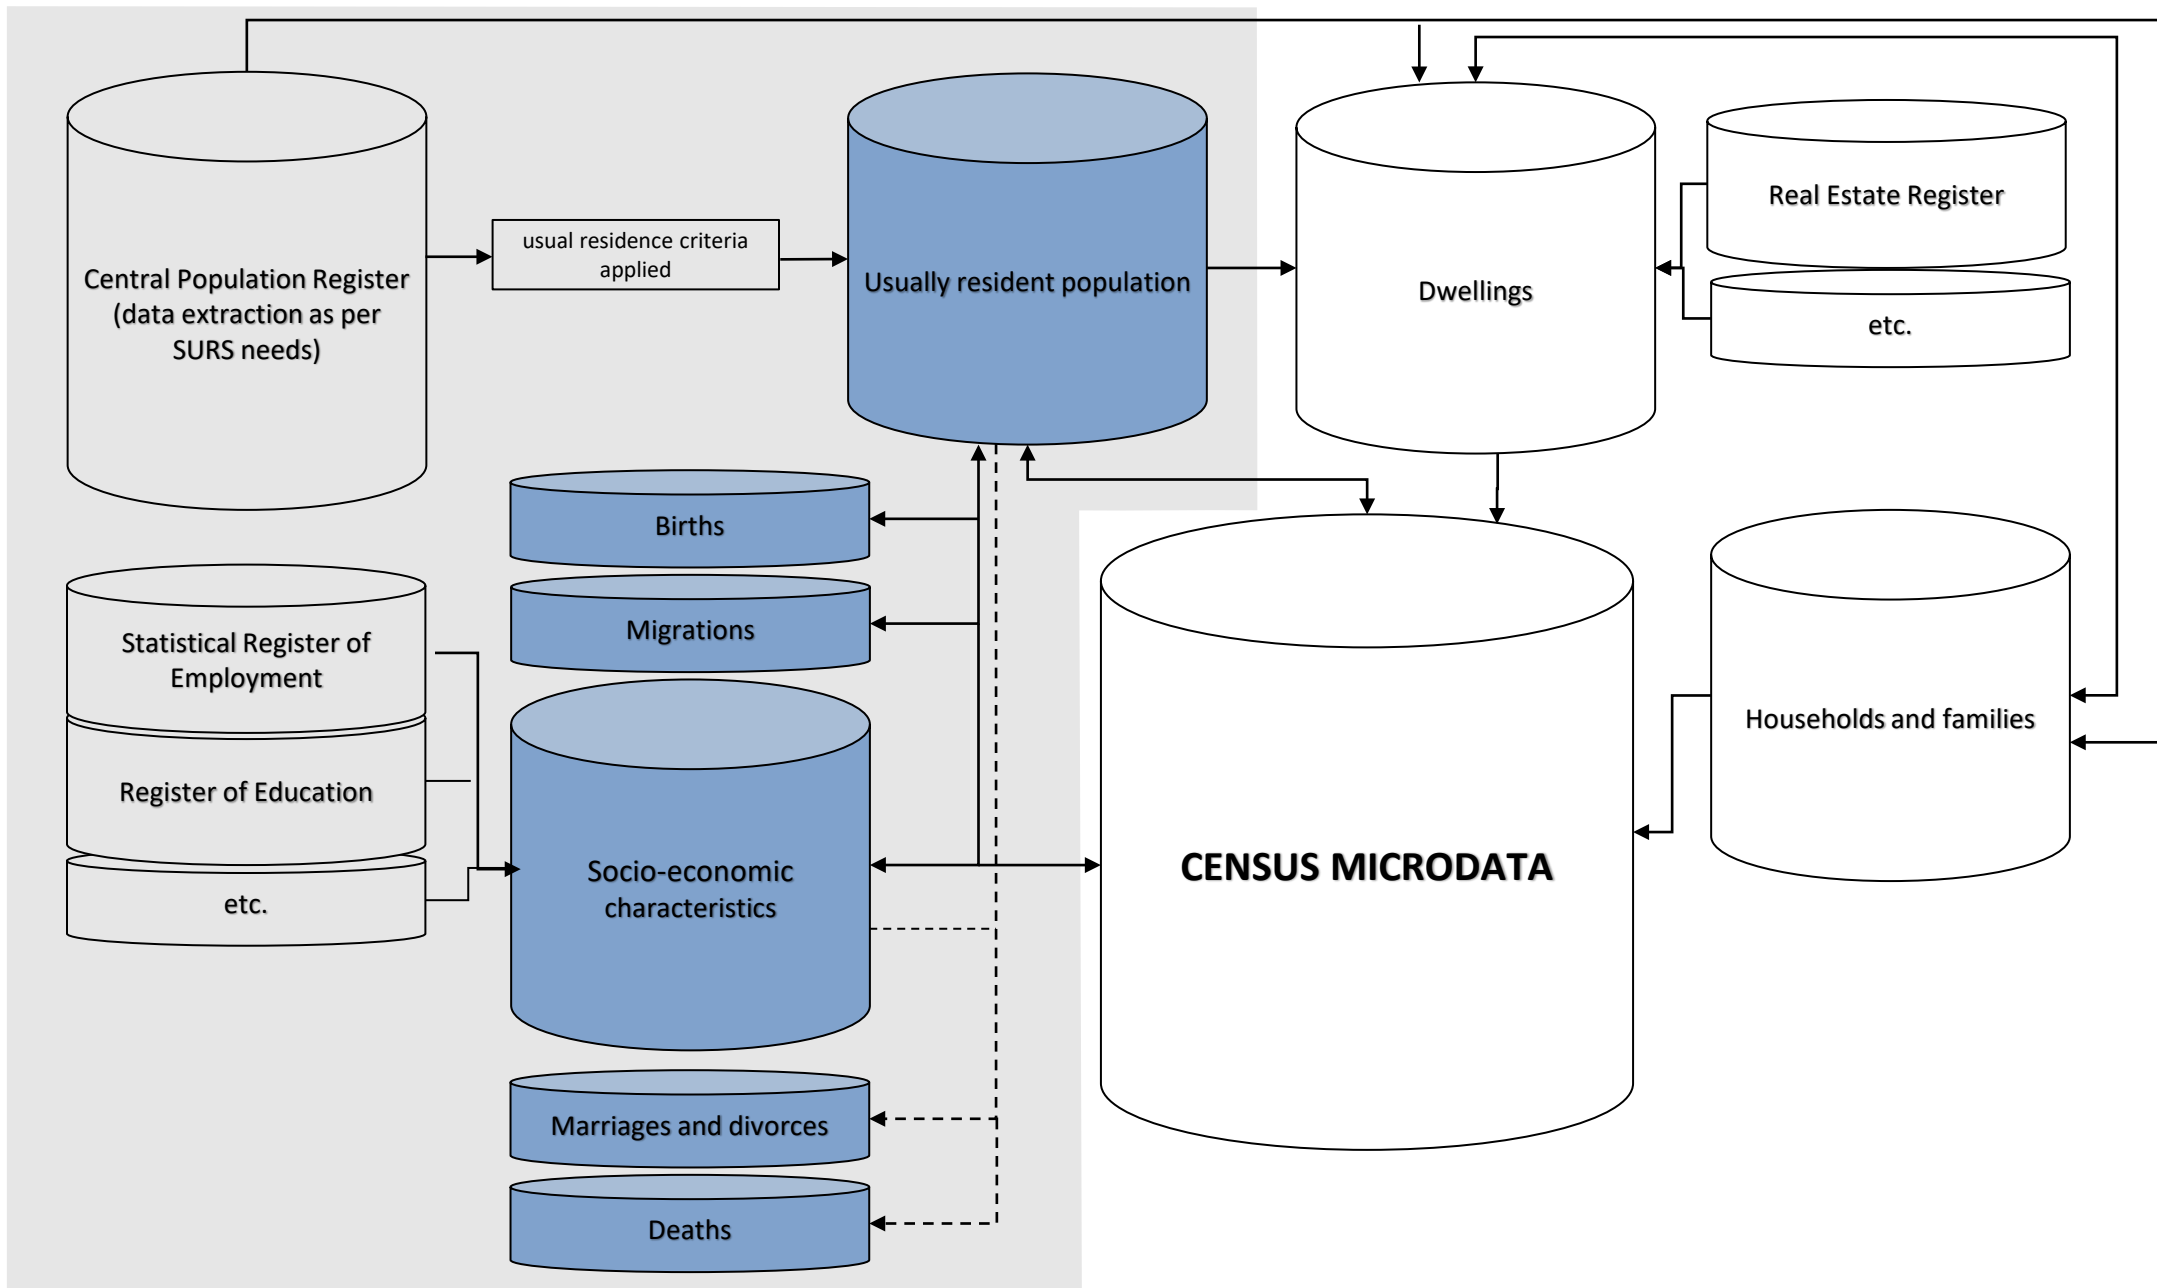 Central Population Register
(data extraction as per
SURS needs)
usual residence criteria
applied
Usually resident population
Dwellings
Real Estate Register
etc.
Births
Migrations
Statistical Register of
Employment
Register of Education
etc.
Socio-economic
characteristics
Marriages and divorces
Deaths
CENSUS MICRODATA
Households and families